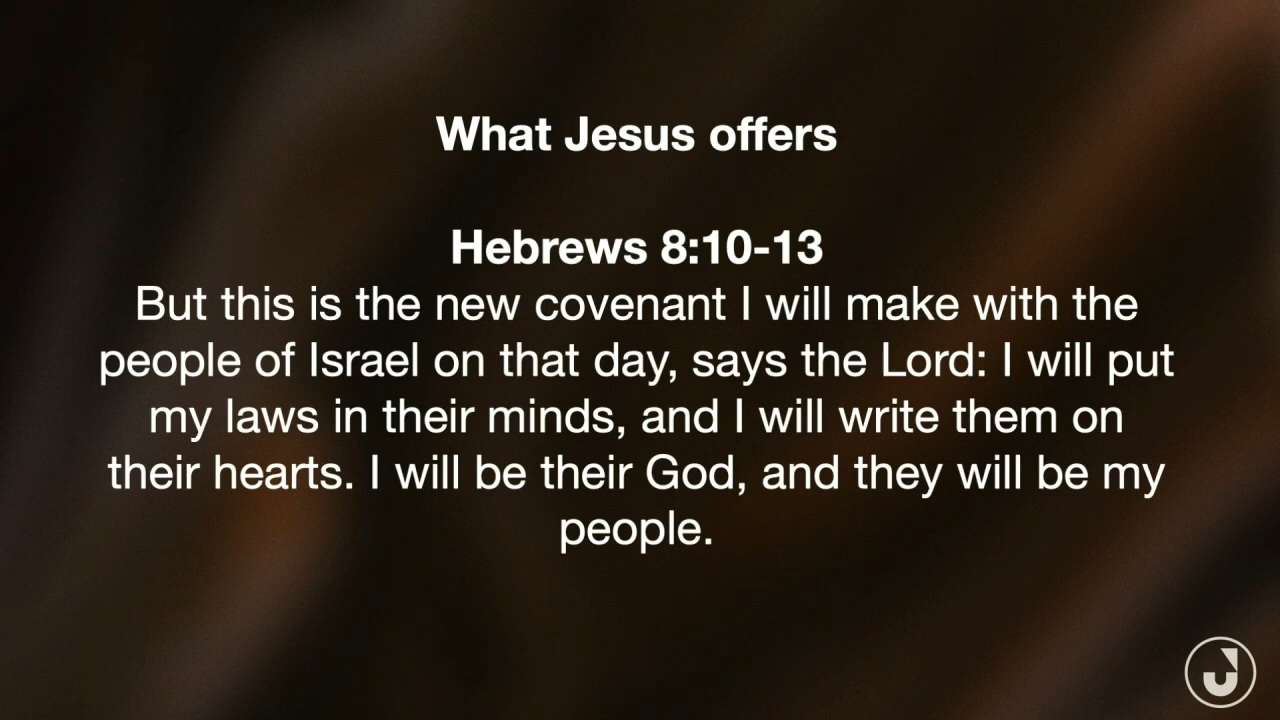 What Jesus offers
Hebrews 8:10-13
But this is the new covenant I will make with the
people of Israel on that day, says the Lord: I will put
my laws in their minds, and I will write them on
their hearts. I will be their God, and they will be my
people.